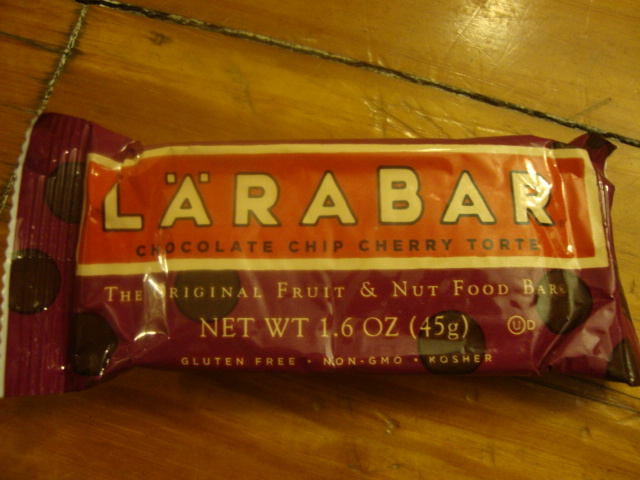 LÄRABAR
CHOCOLATE CHIP CHERRY TORTE
THE ORIGINAL FRUIT & NUT FOOD BAR®
NET WT 1.6 OZ (45g) Ⓤ D
GLUTEN FREE • NON-GMO • KOSHER